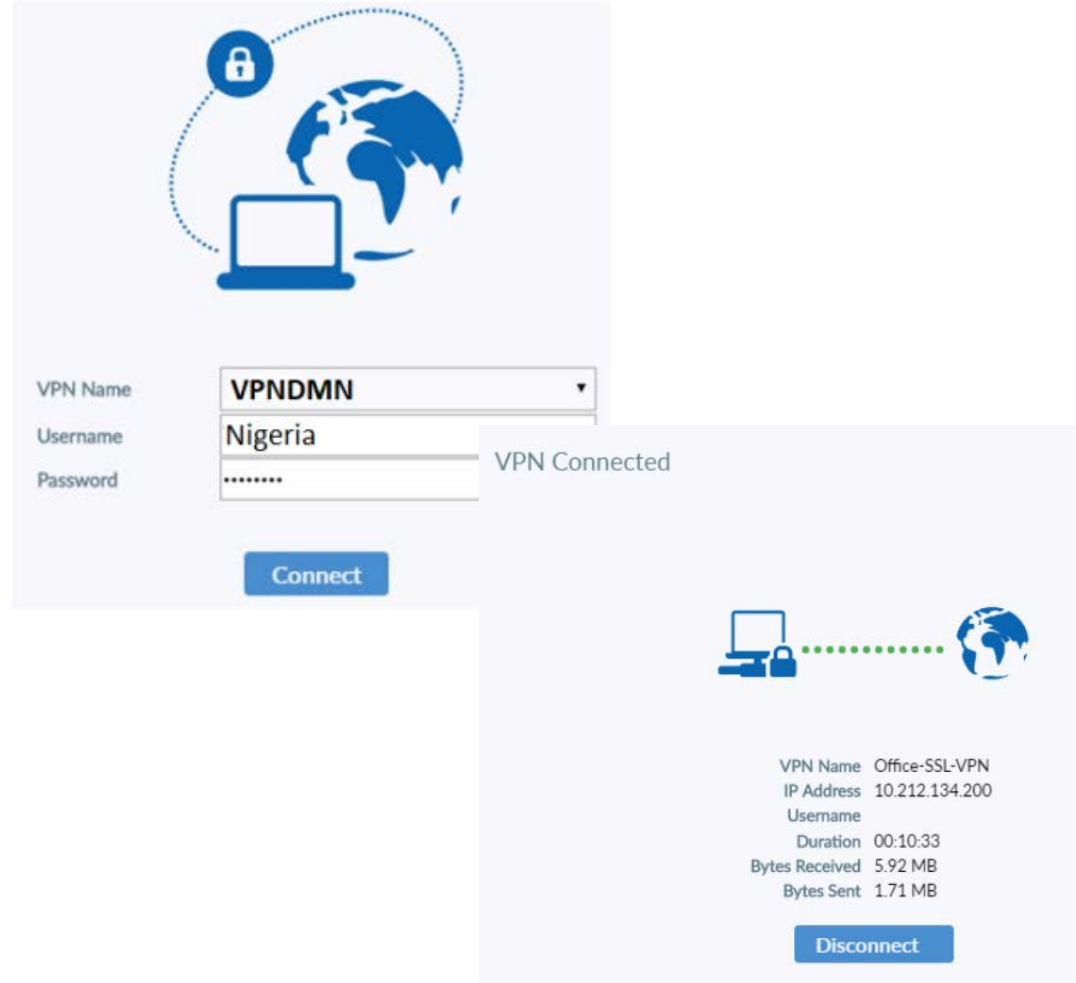 VPN Name VPNDMN
Username Nigeria
Password ••••••••
Connect
VPN Connected
VPN Name Office-SSL-VPN
IP Address 10.212.134.200
Username
Duration 00:10:33
Bytes Received 5.92 MB
Bytes Sent 1.71 MB
Disconnect